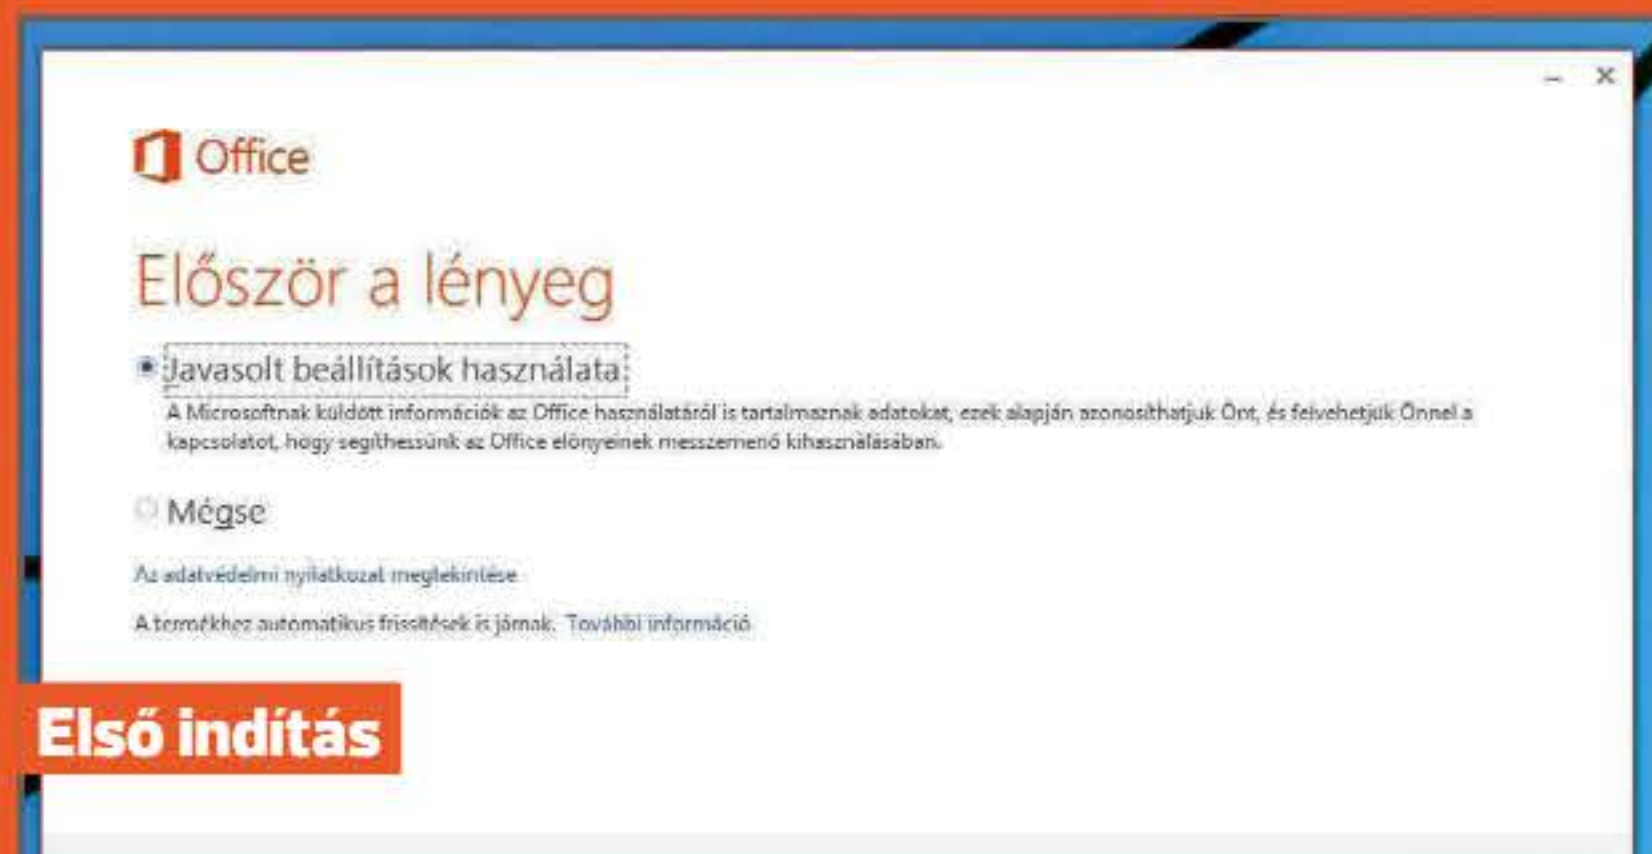 Office
Először a lényeg
Javasolt beállítások használata
A Microsoftnak küldött információk az Office használatáról is tartalmaznak adatokat, ezek alapján azonosíthatjuk Önt, és felvehetjük Önnel a
kapcsolatot, hogy segíthessünk az Office előnyeinek messzemenő kihasználásában.
Mégse
Az adatvédelmi nyilatkozat megtekintése
A termékhez automatikus frissítések is járnak. További információ
Első indítás